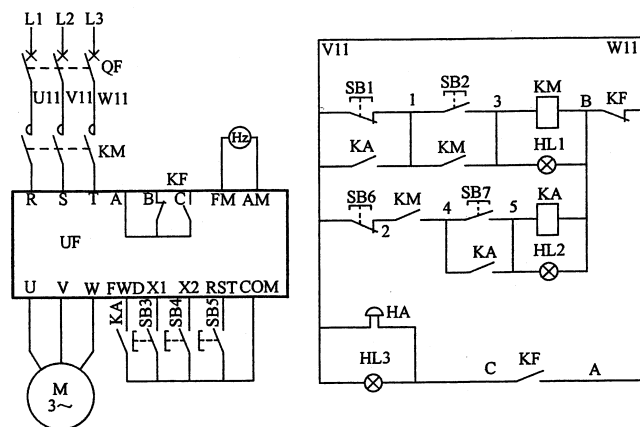 L1 L2 L3
QF
U11 V11 W11
KM
Hz
KF
R S T A B C FM AM
UF
U V W FWD X1 X2 RST COM
KA SB3 SB4 SB5
M
3~
V11 W11
SB1 1 SB2 3 KM B KF
KA KM HL1
SB6 2 KM 4 SB7 5 KA
KA HL2
HA
HL3 C KF A